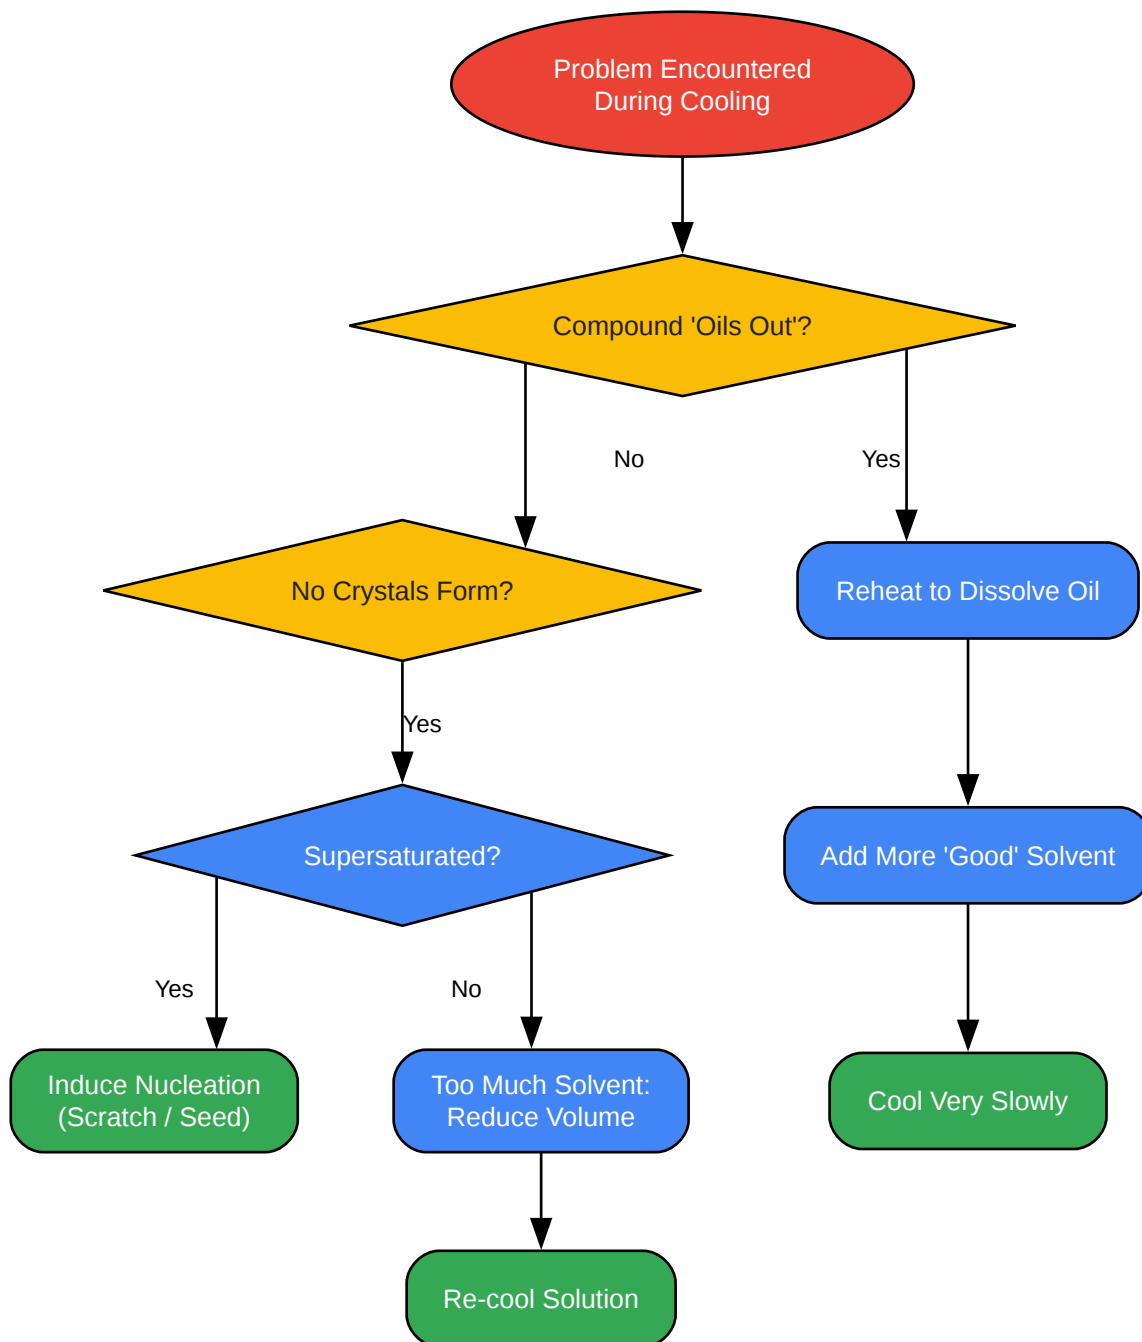 Problem Encountered
During Cooling
Compound 'Oils Out'?
No
Yes
No Crystals Form?
Reheat to Dissolve Oil
Yes
Supersaturated?
Add More 'Good' Solvent
Yes
No
Induce Nucleation
(Scratch / Seed)
Too Much Solvent:
Reduce Volume
Cool Very Slowly
Re-cool Solution